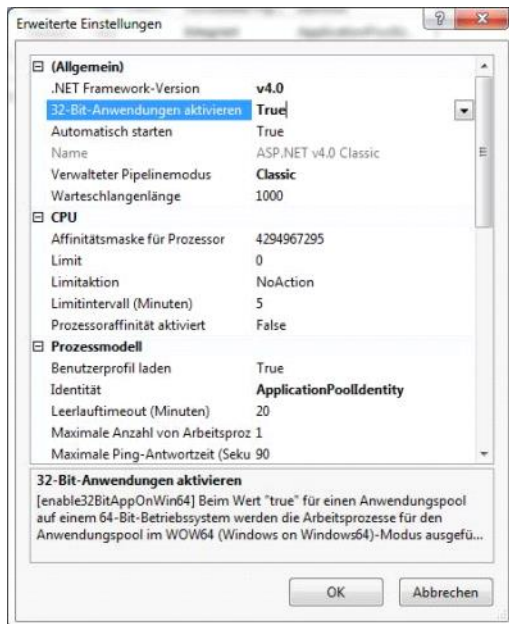 Erweiterte Einstellungen
(Allgemein)
.NET Framework-Version v4.0
32-Bit-Anwendungen aktivieren True
Automatisch starten True
Name ASP.NET v4.0 Classic
Verwalteter Pipelinemodus Classic
Warteschlangenlänge 1000
CPU
Affinitätsmaske für Prozessor 4294967295
Limit 0
Limitaktion NoAction
Limitintervall (Minuten) 5
Prozessoraffinität aktiviert False
Prozessmodell
Benutzerprofil laden True
Identität ApplicationPoolIdentity
Leerlauftimeout (Minuten) 20
Maximale Anzahl von Arbeitsproz 1
Maximale Ping-Antwortzeit (Seku 90
32-Bit-Anwendungen aktivieren
[enable32BitAppOnWin64] Beim Wert "true" für einen Anwendungspool
auf einem 64-Bit-Betriebssystem werden die Arbeitsprozesse für den
Anwendungspool im WOW64 (Windows on Windows64)-Modus ausgefü...
OK Abbrechen